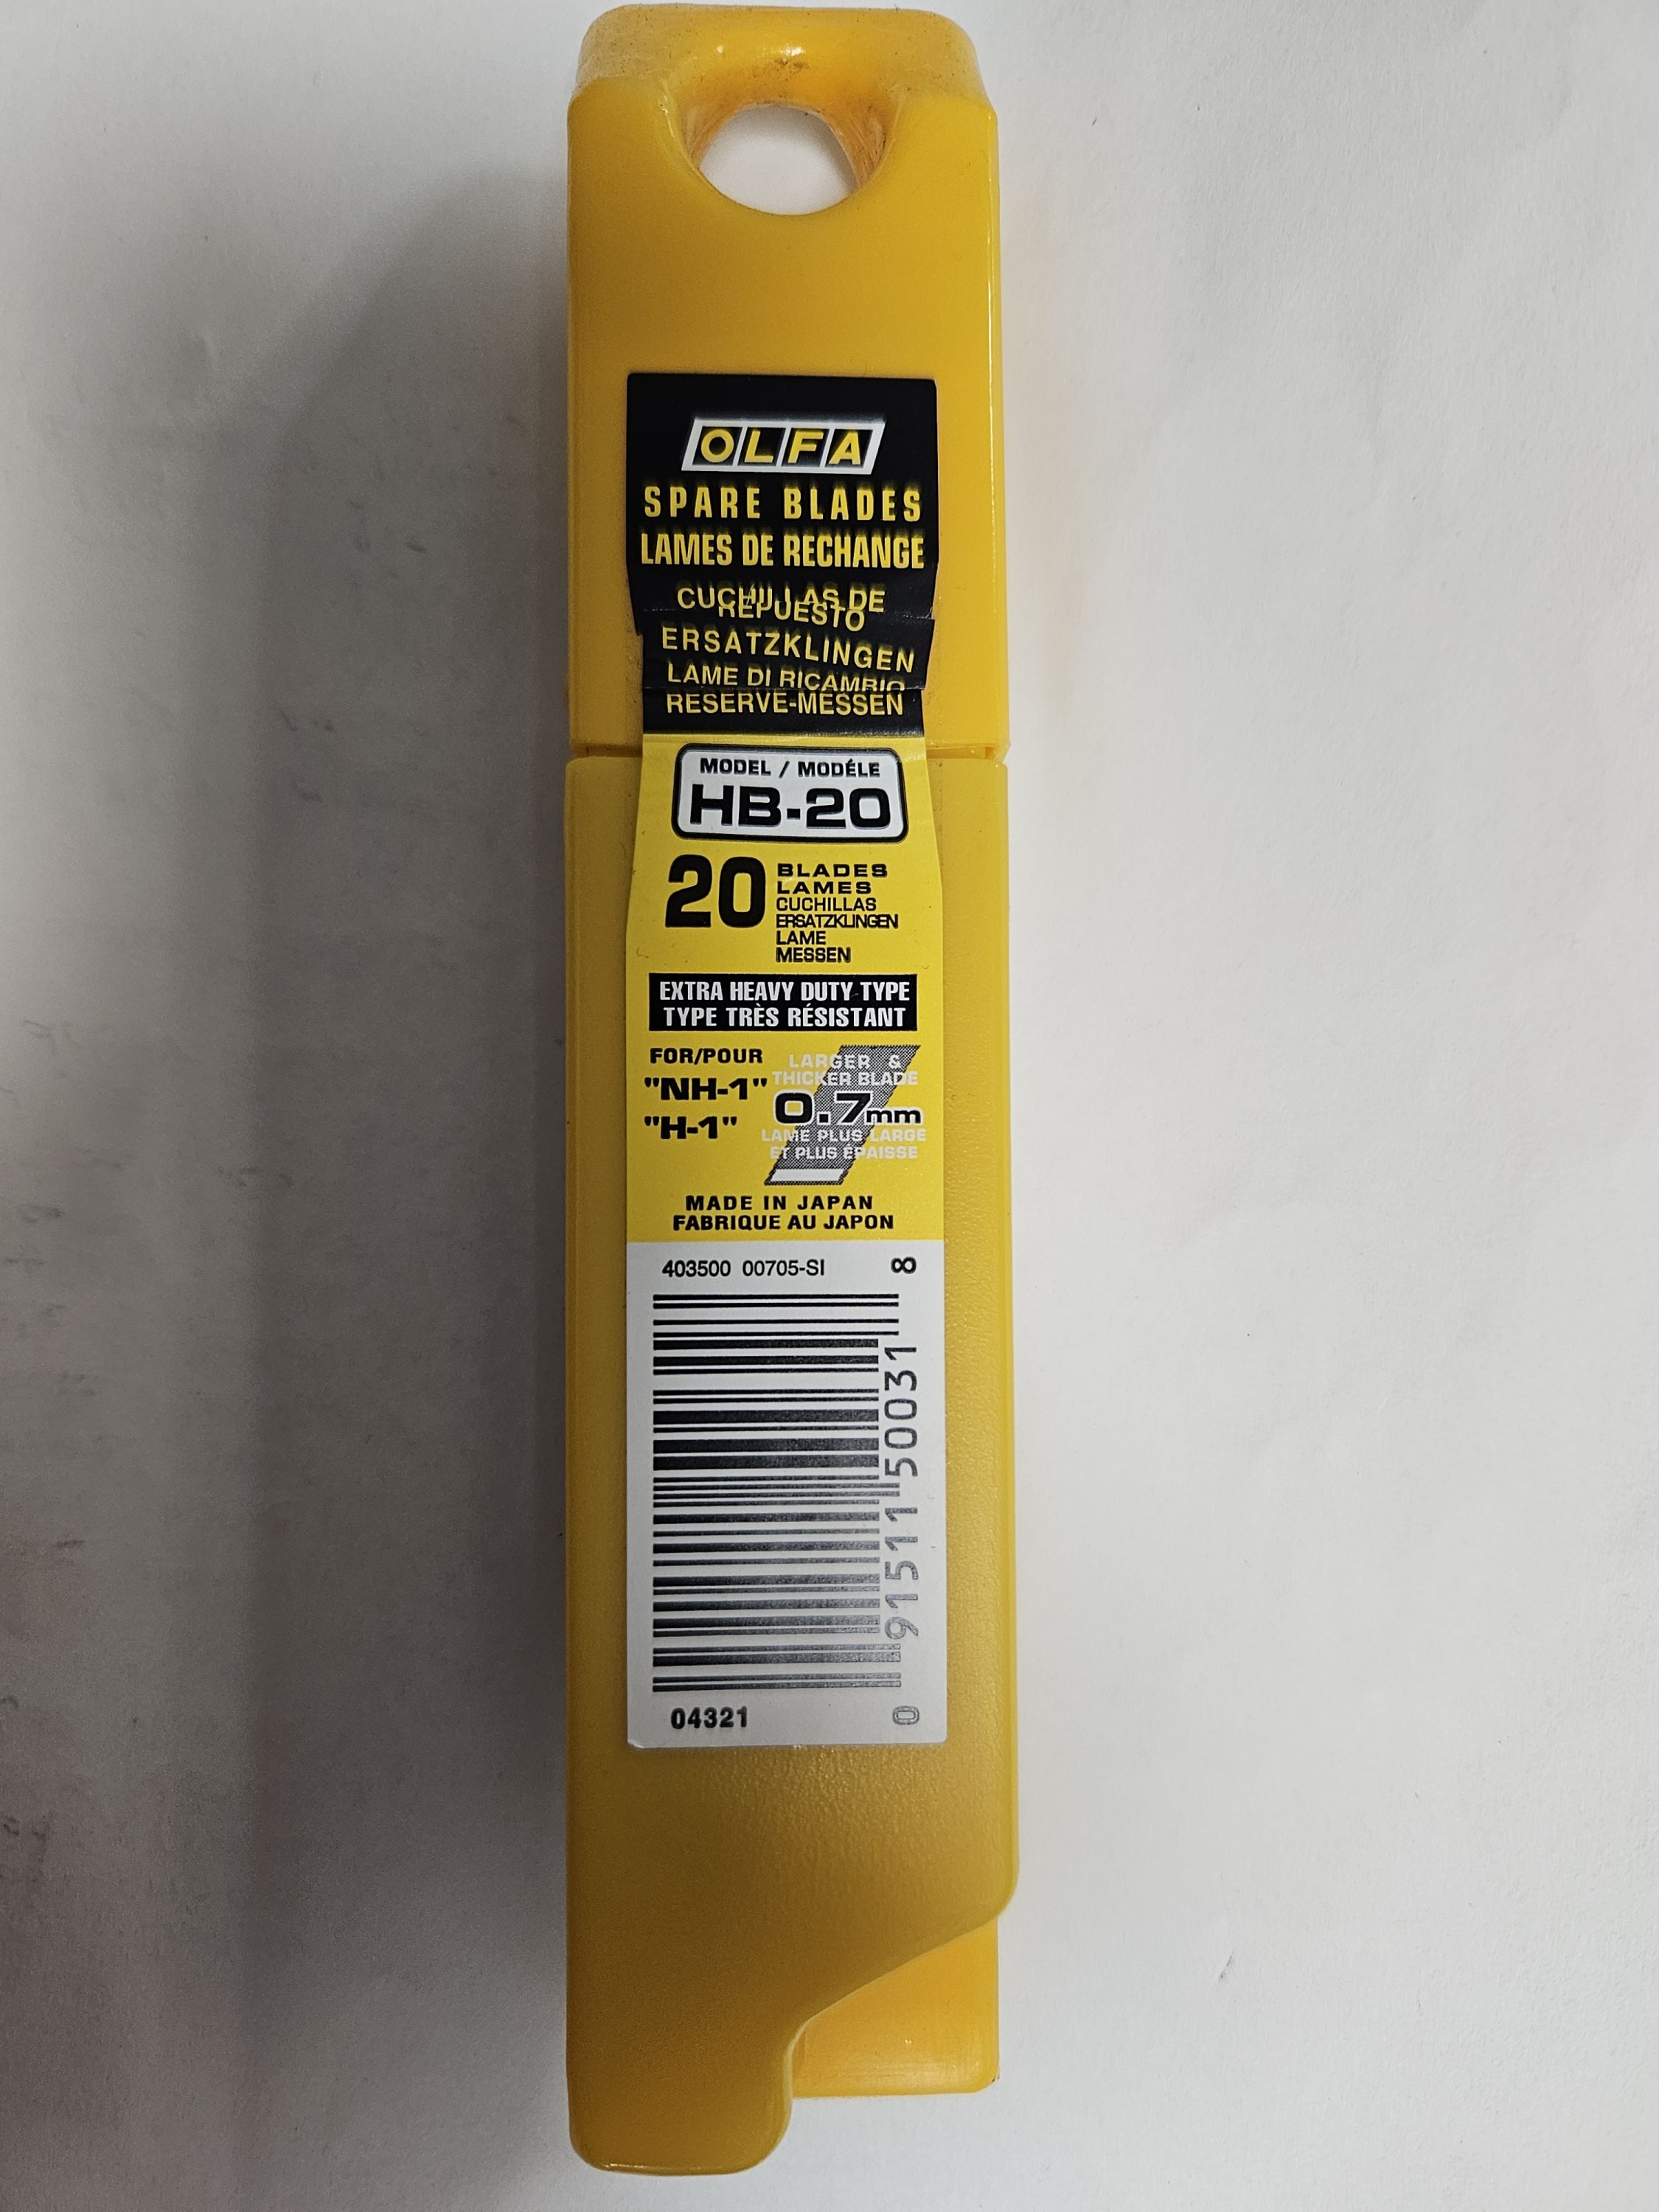 OLFA
SPARE BLADES
LAMES DE RECHANGE
CUCHILLAS DE
REPUESTO
ERSATZKLINGEN
LAME DI RICAMBIO
RESERVE-MESSEN
MODEL / MODÉLE
HB-20
20
BLADES
LAMES
CUCHILLAS
ERSATZKLINGEN
LAME
MESSEN
EXTRA HEAVY DUTY TYPE
TYPE TRÈS RÉSISTANT
FOR/POUR
"NH-1"
"H-1"
LARGER &
THICKER BLADE
0.7mm
LAME PLUS LARGE
ET PLUS ÉPAISSE
MADE IN JAPAN
FABRIQUE AU JAPON
403500 00705-SI
0 91511 50031 8
04321